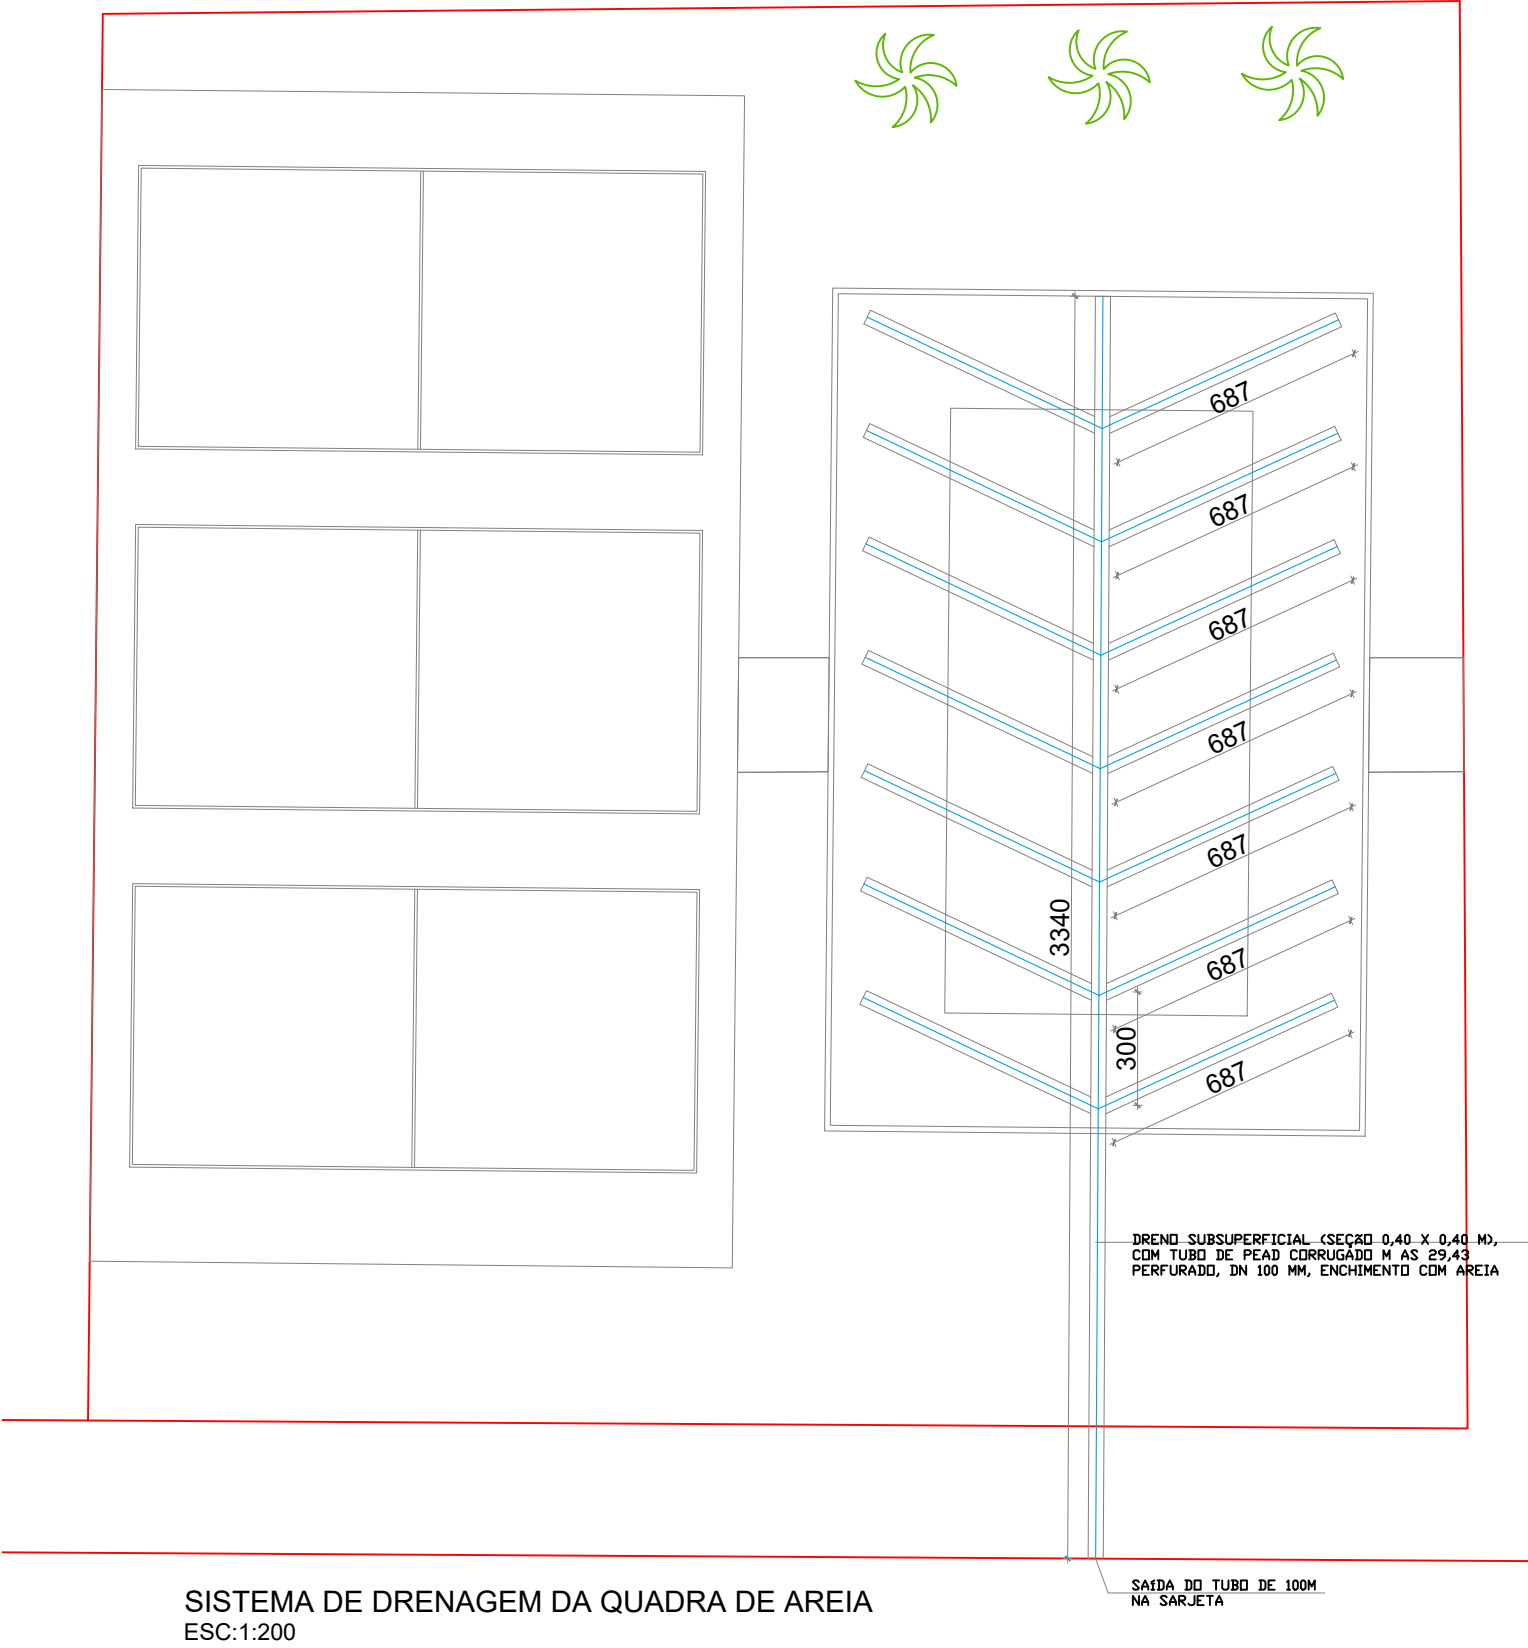 687
687
687
687
687
3340
687
300
687
DRENO SUBSUPERFICIAL (SEÇÃO 0,40 X 0,40 M),
COM TUBO DE PEAD CORRUGADO M AS 29,43
PERFURADO, DN 100 MM, ENCHIMENTO COM AREIA
SAÍDA DO TUBO DE 100M
NA SARJETA
SISTEMA DE DRENAGEM DA QUADRA DE AREIA
ESC:1:200